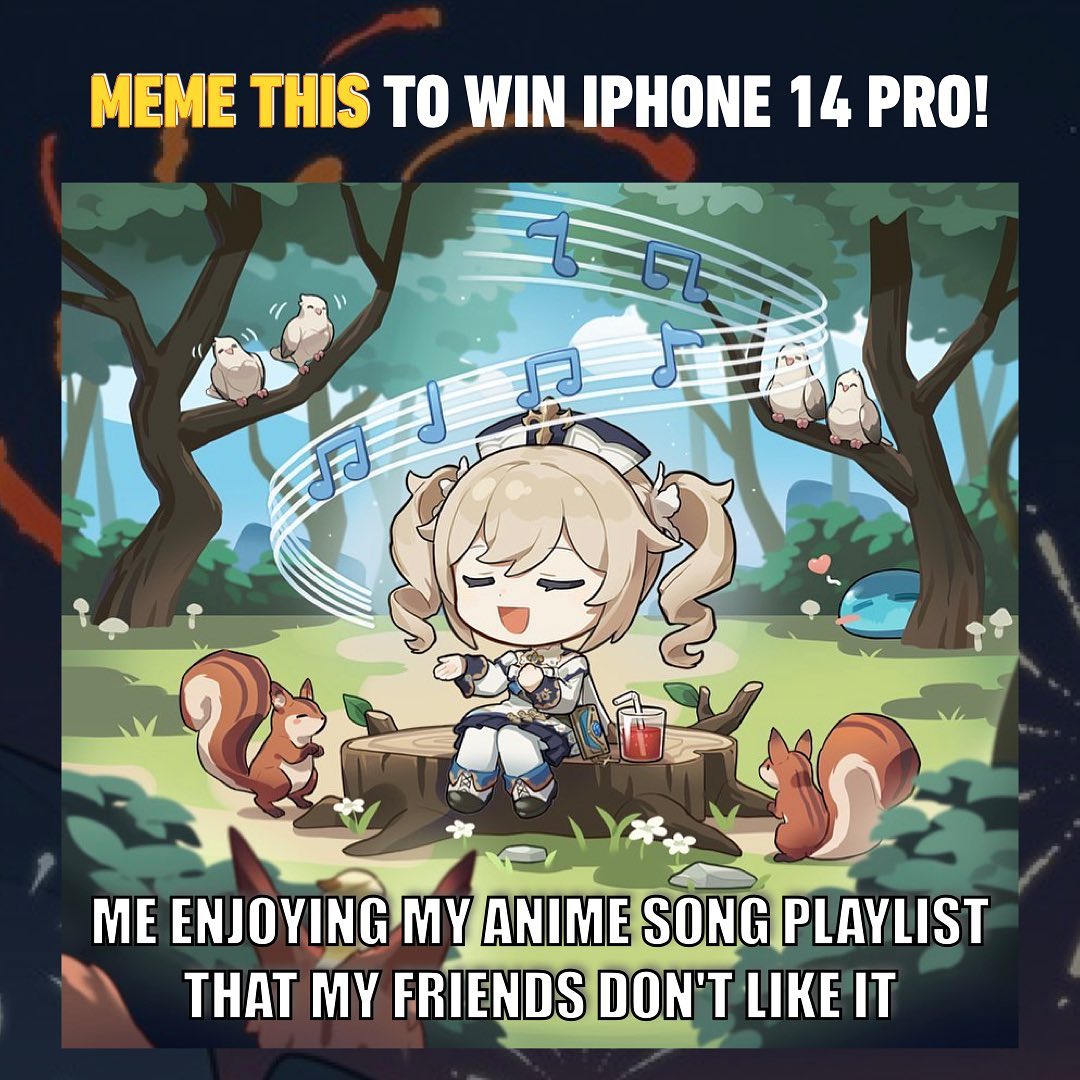 MEME THIS TO WIN IPHONE 14 PRO!
ME ENJOYING MY ANIME SONG PLAYLIST
THAT MY FRIENDS DON'T LIKE IT